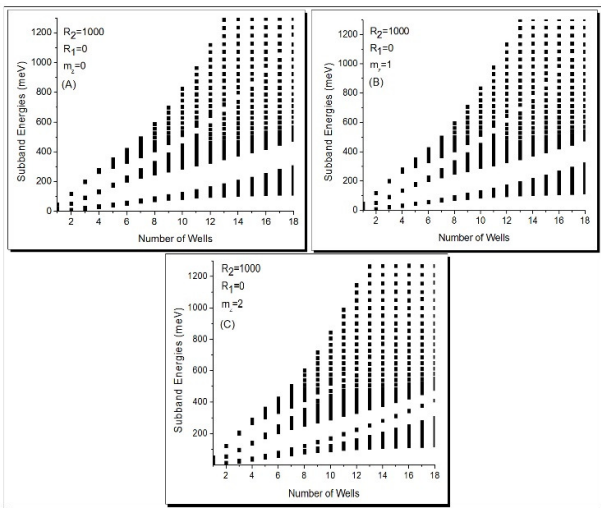 1200
1000
800
600
400
200
0
Subband Energies (meV)
R2=1000
R1=0
mz=0
(A)
2 4 6 8 10 12 14 16 18
Number of Wells
1200
1000
800
600
400
200
0
Subband Energies (meV)
R2=1000
R1=0
mz=1
(B)
2 4 6 8 10 12 14 16 18
Number of Wells
1200
1000
800
600
400
200
Subband Energies (meV)
R2=1000
R1=0
mz=2
(C)
0 2 4 6 8 10 12 14 16 18
Number of Wells